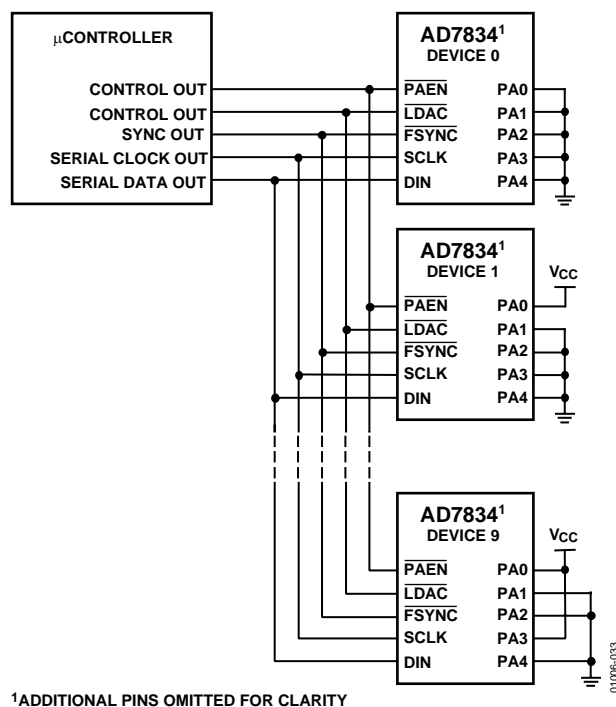 µCONTROLLER
CONTROL OUT
CONTROL OUT
SYNC OUT
SERIAL CLOCK OUT
SERIAL DATA OUT
AD7834¹
DEVICE 0
PAEN PA0
LDAC PA1
FSYNC PA2
SCLK PA3
DIN PA4
AD7834¹
DEVICE 1
VCC
PAEN PA0
LDAC PA1
FSYNC PA2
SCLK PA3
DIN PA4
AD7834¹
DEVICE 9
VCC
PAEN PA0
LDAC PA1
FSYNC PA2
SCLK PA3
DIN PA4
¹ADDITIONAL PINS OMITTED FOR CLARITY
01006-033